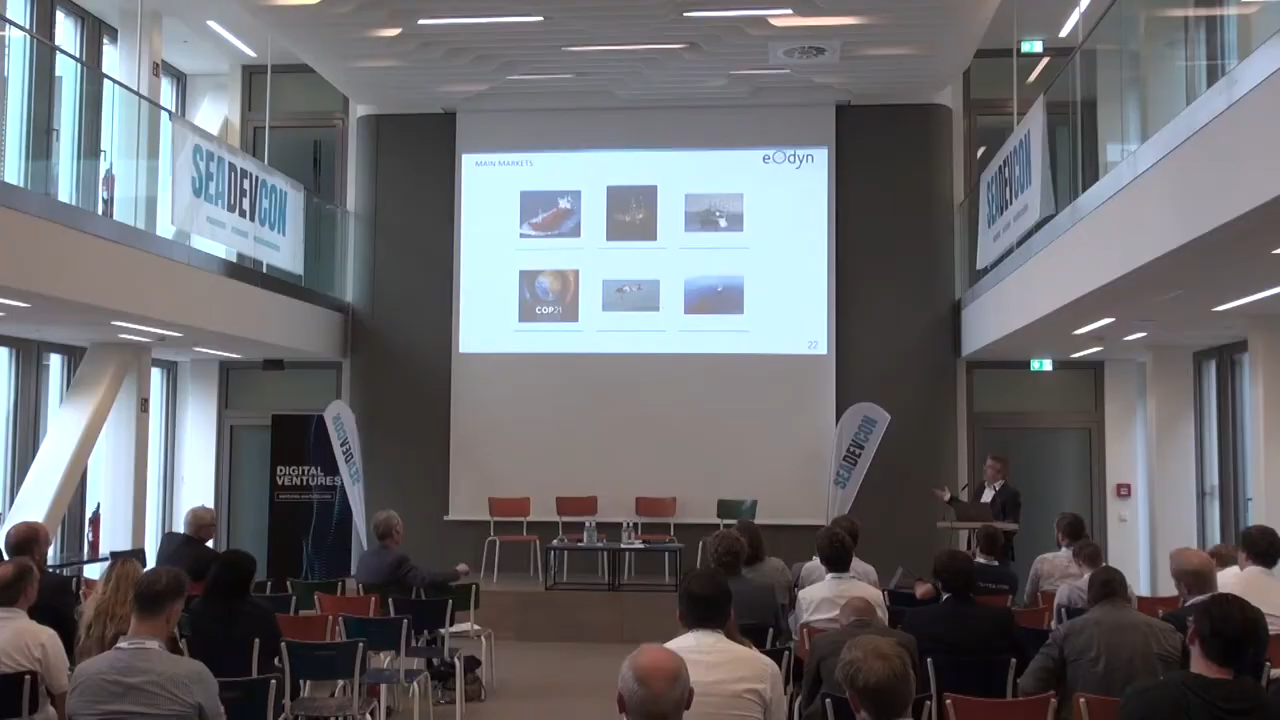 SEADEVCON
MAIN MARKETS
eOdyn
COP21
22
SEADEVCON
DIGITAL
VENTURES
SEADEVCON
SEADEVCON